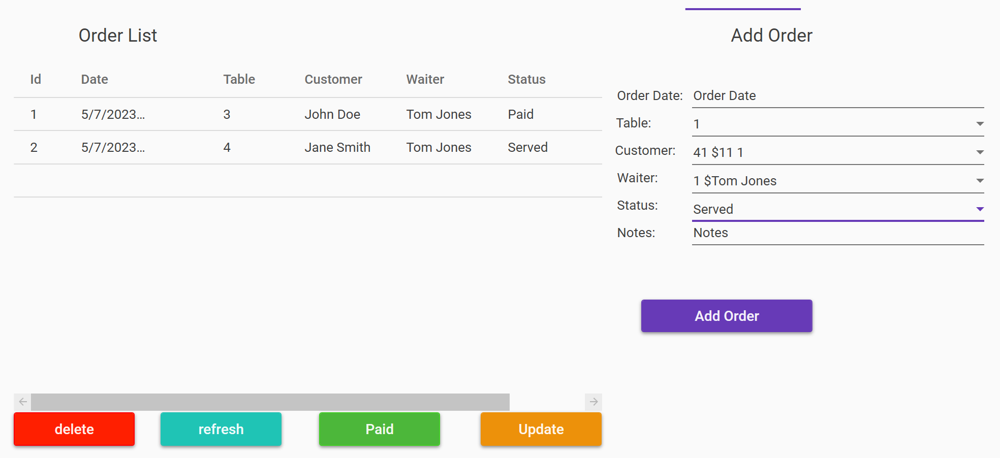 Order List
Id Date Table Customer Waiter Status
1 5/7/2023... 3 John Doe Tom Jones Paid
2 5/7/2023... 4 Jane Smith Tom Jones Served
delete refresh Paid Update
Add Order
Order Date: Order Date
Table: 1
Customer: 41 $11 1
Waiter: 1 $Tom Jones
Status: Served
Notes: Notes
Add Order